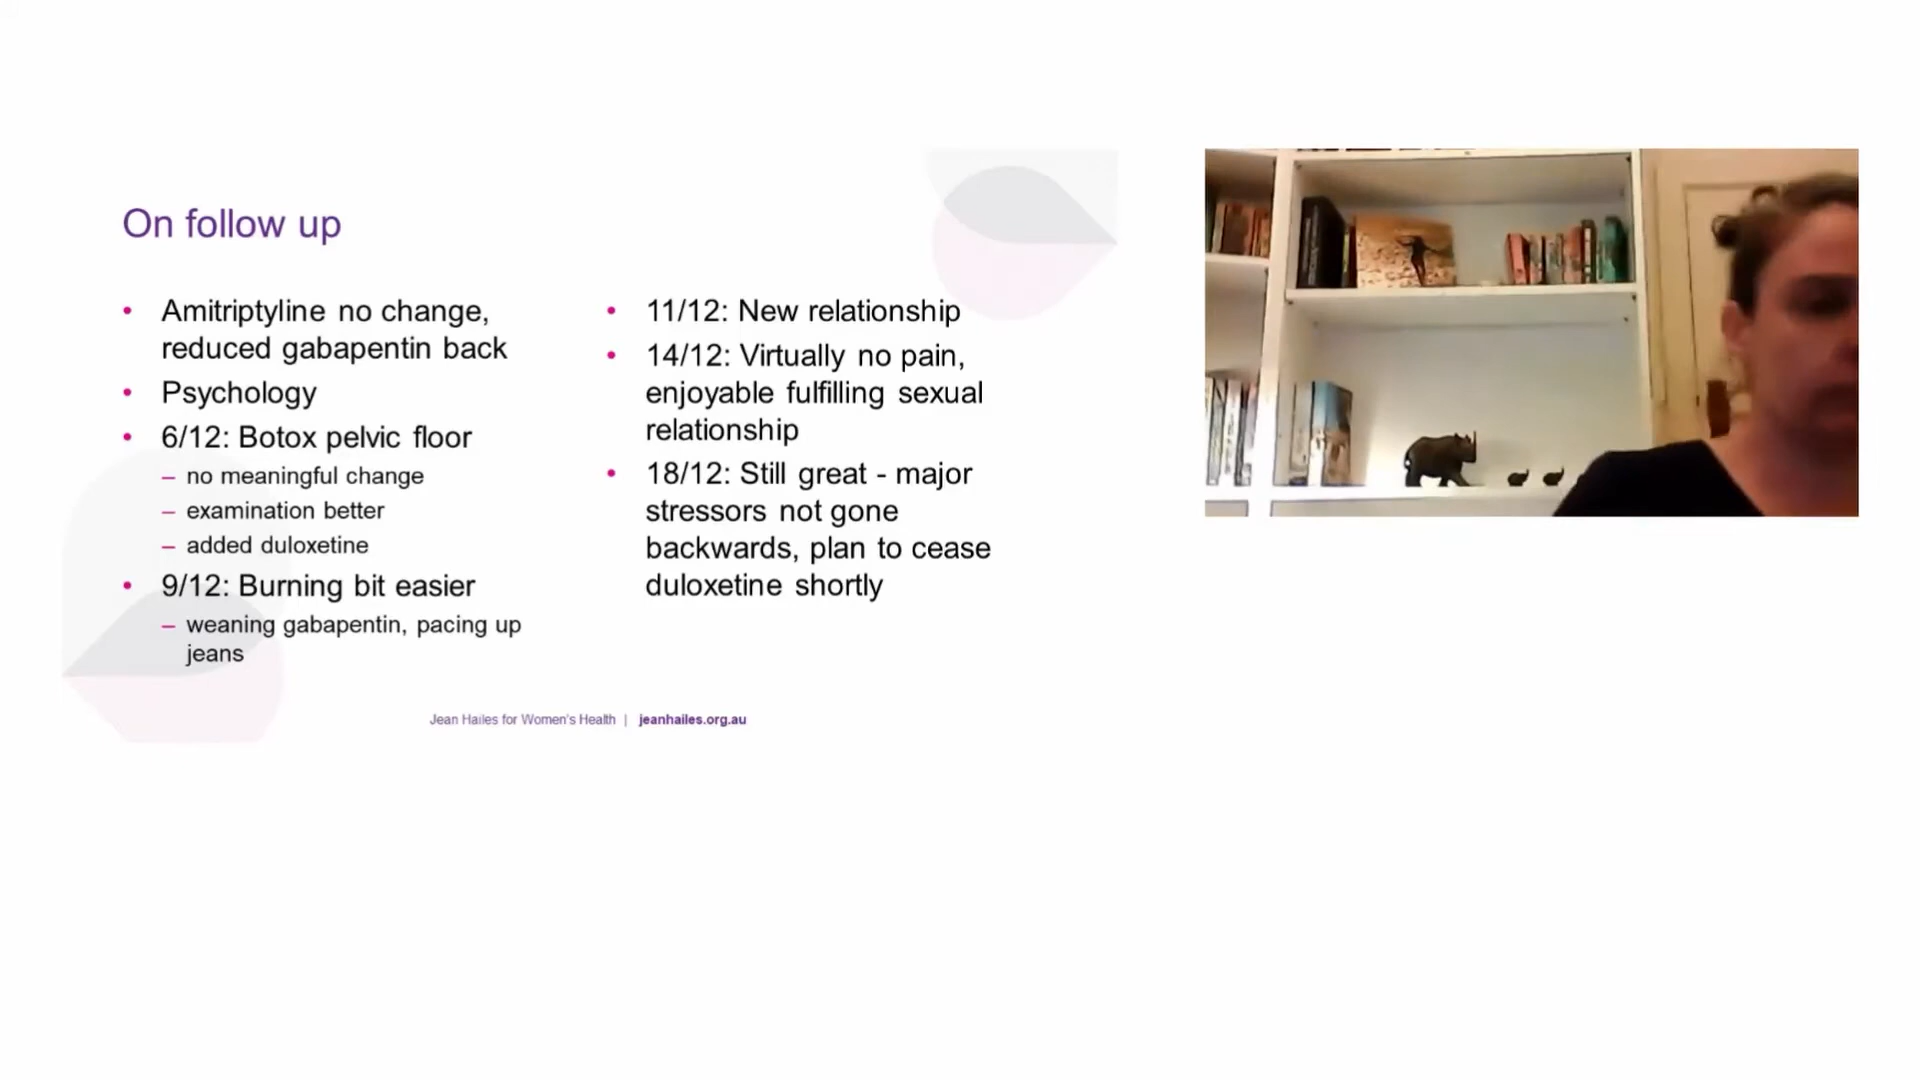 On follow up
• Amitriptyline no change,
reduced gabapentin back
• Psychology
• 6/12: Botox pelvic floor
– no meaningful change
– examination better
– added duloxetine
• 9/12: Burning bit easier
– weaning gabapentin, pacing up
jeans
• 11/12: New relationship
• 14/12: Virtually no pain,
enjoyable fulfilling sexual
relationship
• 18/12: Still great - major
stressors not gone
backwards, plan to cease
duloxetine shortly
Jean Hailes for Women's Health | jeanhailes.org.au